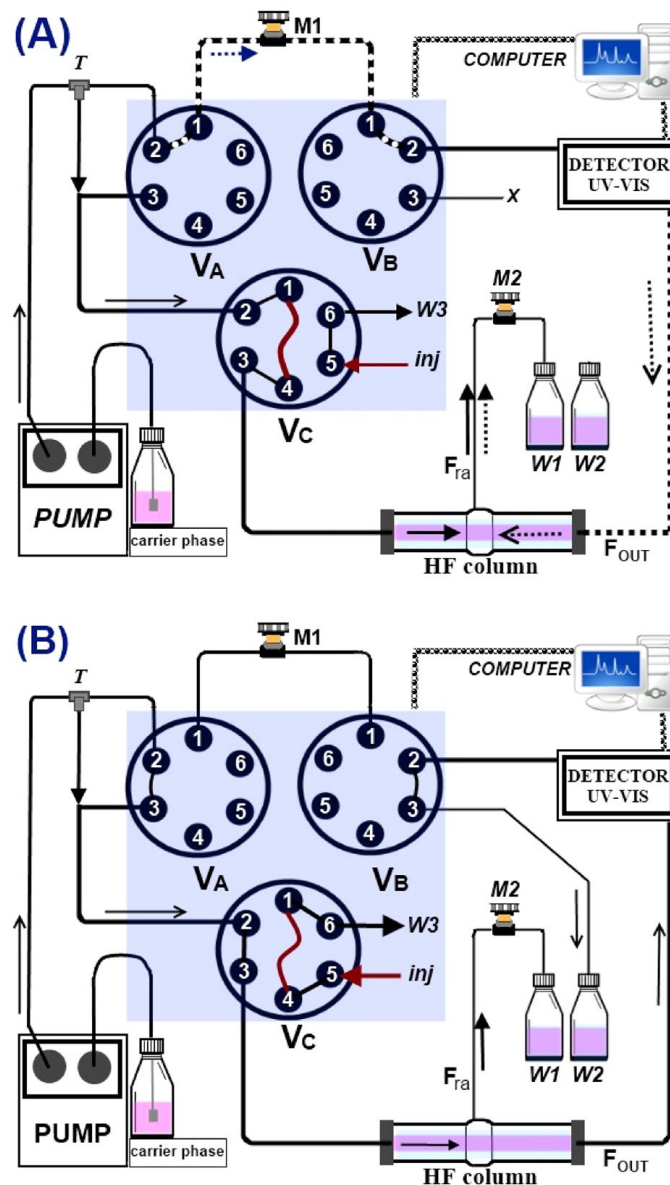 (A)
M1
COMPUTER
T
1
2
3
4
5
6
VA
1
2
3
4
5
6
VB
X
DETECTOR
UV-VIS
1
2
3
4
5
6
VC
W3
inj
M2
W1
W2
Fra
PUMP
carrier phase
HF column
FOUT
(B)
M1
COMPUTER
T
1
2
3
4
5
6
VA
1
2
3
4
5
6
VB
DETECTOR
UV-VIS
1
2
3
4
5
6
VC
W3
inj
M2
W1
W2
Fra
PUMP
carrier phase
HF column
FOUT